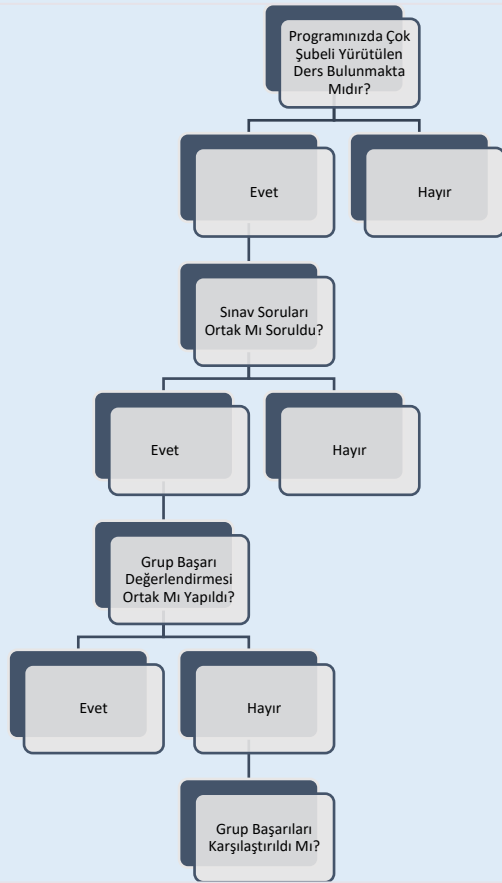 Programınızda Çok
Şubeli Yürütülen
Ders Bulunmakta
Mıdır?
Evet
Hayır
Sınav Soruları
Ortak Mı Soruldu?
Evet
Hayır
Grup Başarı
Değerlendirmesi
Ortak Mı Yapıldı?
Evet
Hayır
Grup Başarıları
Karşılaştırıldı Mı?